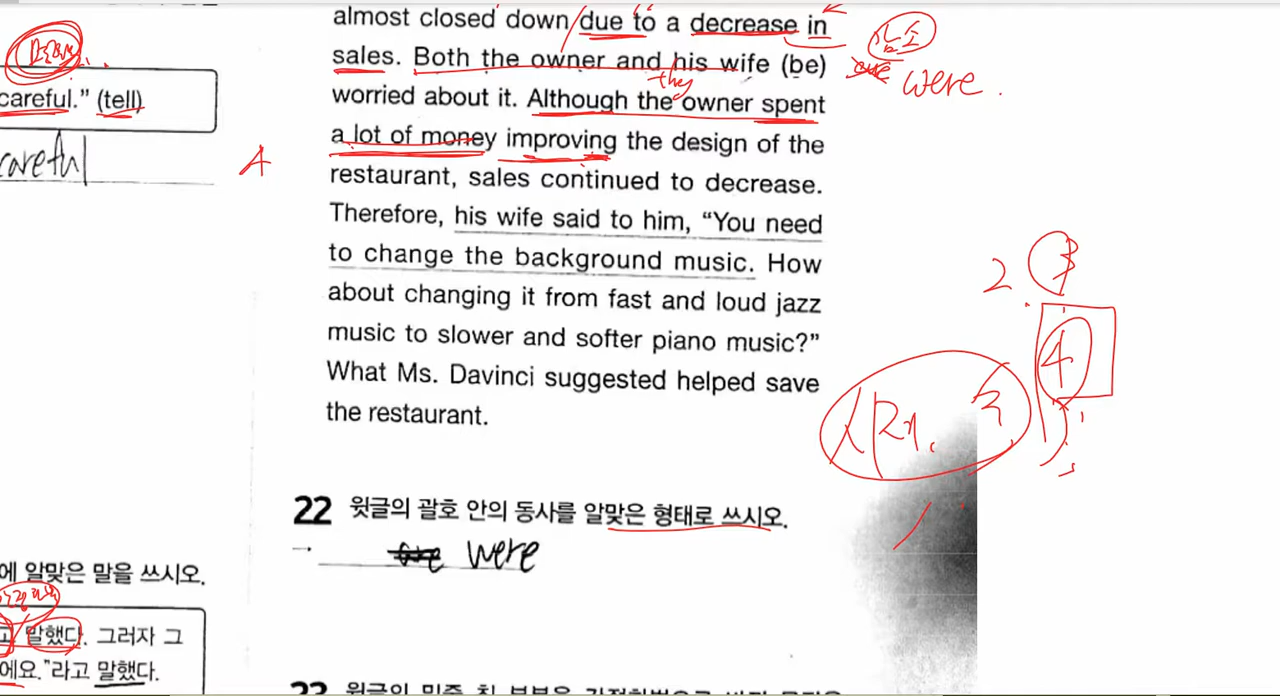 almost closed down due to a decrease in
sales. Both the owner and his wife (be)
were.
they
worried about it. Although the owner spent
a lot of money improving the design of the
restaurant, sales continued to decrease.
Therefore, his wife said to him, “You need
to change the background music. How
about changing it from fast and loud jazz
music to slower and softer piano music?”
What Ms. Davinci suggested helped save
the restaurant.
22 윗글의 괄호 안의 동사를 알맞은 형태로 쓰시오.
→ were
careful.” (tell)
careful
A
2 3
4
에 알맞은 말을 쓰시오.
고 말했다. 그러자 그
에요.”라고 말했다.